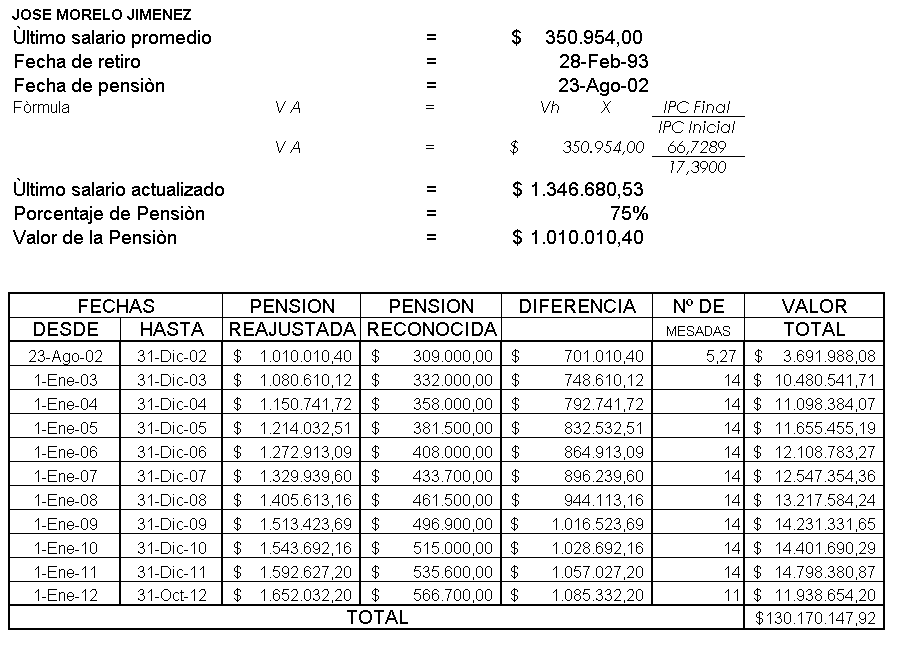 JOSE MORELO JIMENEZ
Ùltimo salario promedio = $ 350.954,00
Fecha de retiro = 28-Feb-93
Fecha de pensiòn = 23-Ago-02
Fòrmula V A = Vh X IPC Final
IPC Inicial
V A = $ 350.954,00 66,7289
17,3900
Ùltimo salario actualizado = $ 1.346.680,53
Porcentaje de Pensiòn = 75%
Valor de la Pensiòn = $ 1.010.010,40
FECHAS PENSION PENSION DIFERENCIA Nº DE VALOR
DESDE HASTA REAJUSTADA RECONOCIDA MESADAS TOTAL
23-Ago-02 31-Dic-02 $ 1.010.010,40 $ 309.000,00 $ 701.010,40 5,27 $ 3.691.988,08
1-Ene-03 31-Dic-03 $ 1.080.610,12 $ 332.000,00 $ 748.610,12 14 $ 10.480.541,71
1-Ene-04 31-Dic-04 $ 1.150.741,72 $ 358.000,00 $ 792.741,72 14 $ 11.098.384,07
1-Ene-05 31-Dic-05 $ 1.214.032,51 $ 381.500,00 $ 832.532,51 14 $ 11.655.455,19
1-Ene-06 31-Dic-06 $ 1.272.913,09 $ 408.000,00 $ 864.913,09 14 $ 12.108.783,27
1-Ene-07 31-Dic-07 $ 1.329.939,60 $ 433.700,00 $ 896.239,60 14 $ 12.547.354,36
1-Ene-08 31-Dic-08 $ 1.405.613,16 $ 461.500,00 $ 944.113,16 14 $ 13.217.584,24
1-Ene-09 31-Dic-09 $ 1.513.423,69 $ 496.900,00 $ 1.016.523,69 14 $ 14.231.331,65
1-Ene-10 31-Dic-10 $ 1.543.692,16 $ 515.000,00 $ 1.028.692,16 14 $ 14.401.690,29
1-Ene-11 31-Dic-11 $ 1.592.627,20 $ 535.600,00 $ 1.057.027,20 14 $ 14.798.380,87
1-Ene-12 31-Oct-12 $ 1.652.032,20 $ 566.700,00 $ 1.085.332,20 11 $ 11.938.654,20
TOTAL $130.170.147,92